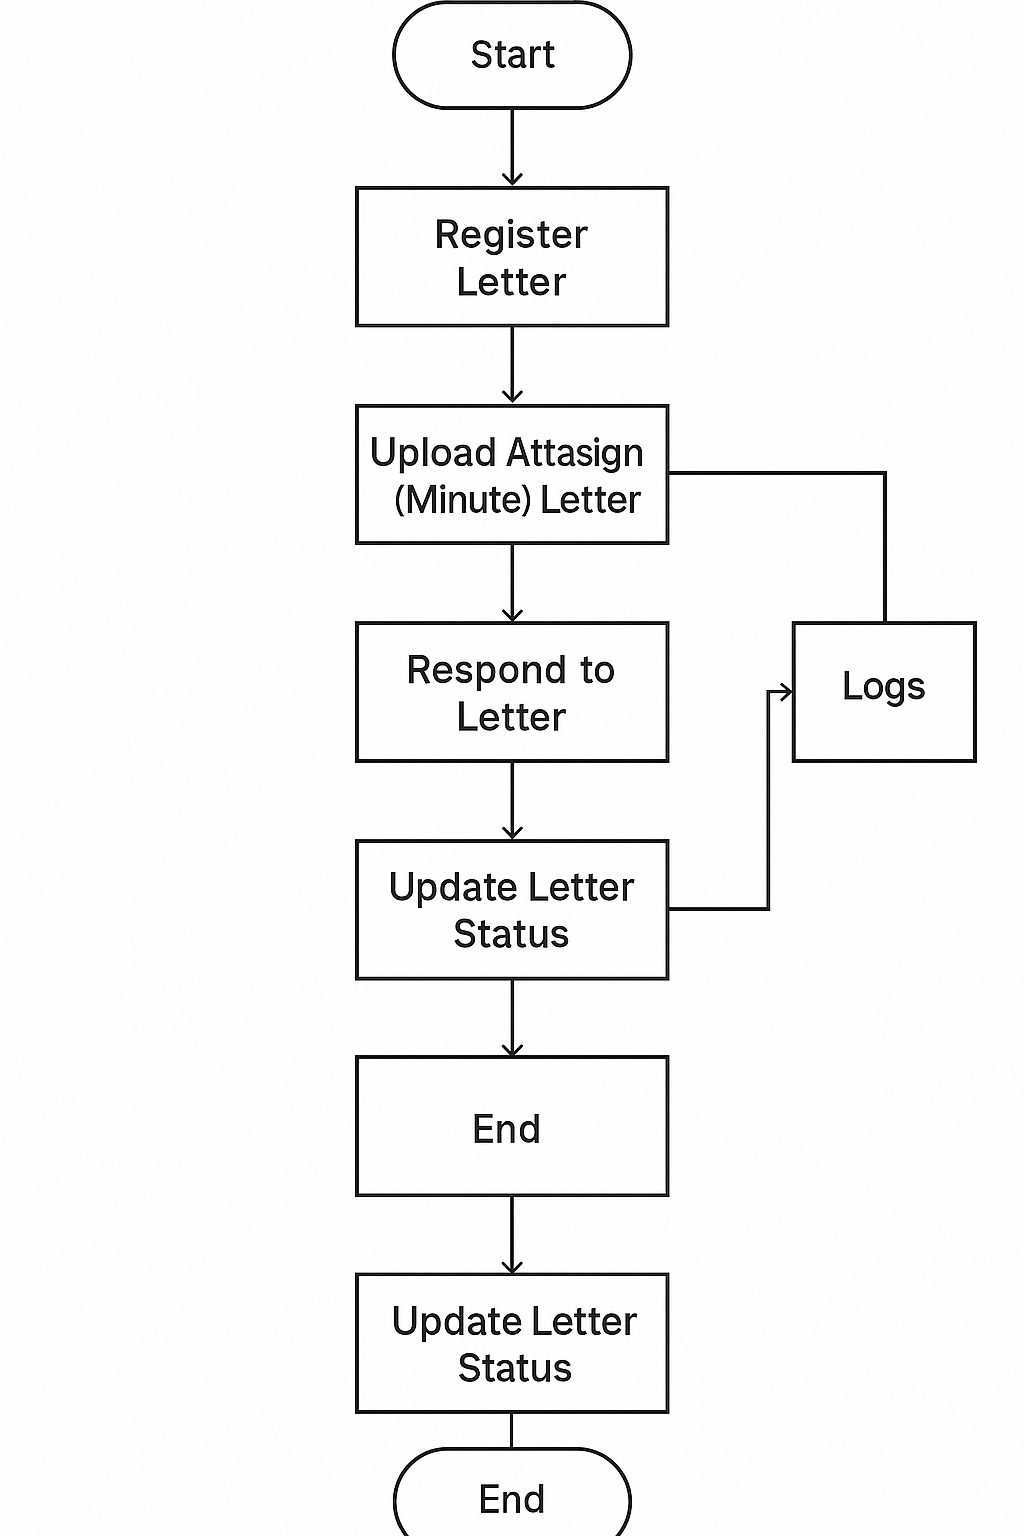 Start
Register
Letter
Upload Attasign
(Minute) Letter
Respond to
Letter
Logs
Update Letter
Status
End
Update Letter
Status
End